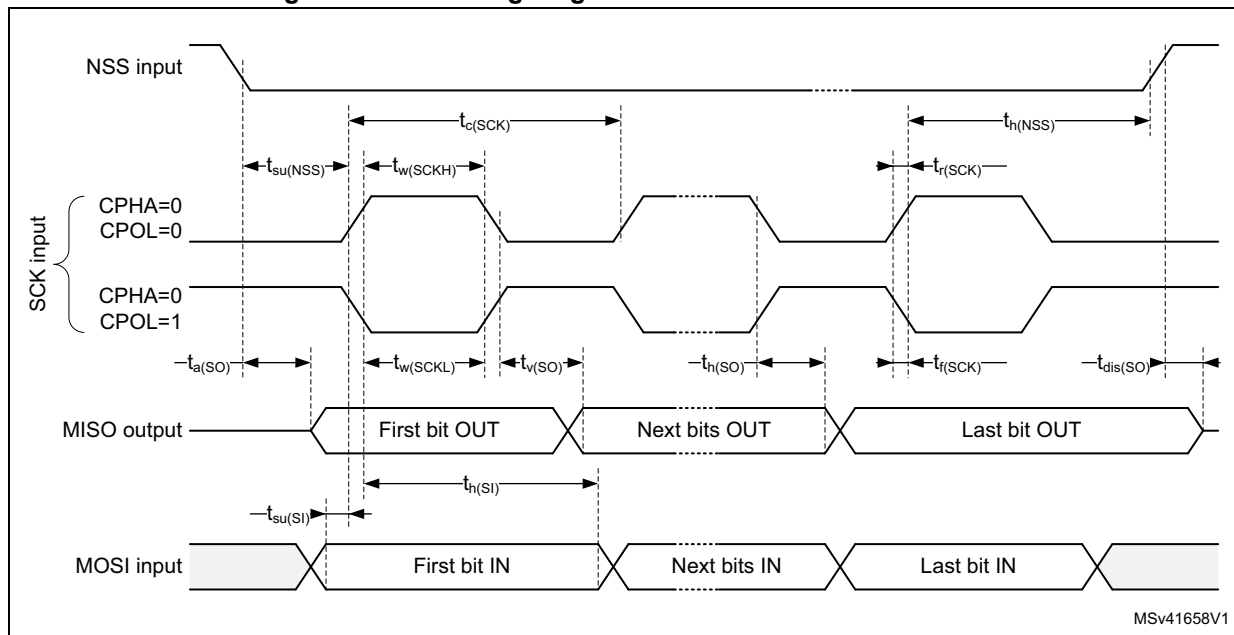 NSS input
tc(SCK)
th(NSS)
tsu(NSS)
tw(SCKH)
tr(SCK)
SCK input
CPHA=0
CPOL=0
CPHA=0
CPOL=1
ta(SO)
tw(SCKL)
tv(SO)
th(SO)
tf(SCK)
tdis(SO)
MISO output
First bit OUT
Next bits OUT
Last bit OUT
th(SI)
tsu(SI)
MOSI input
First bit IN
Next bits IN
Last bit IN
MSv41658V1